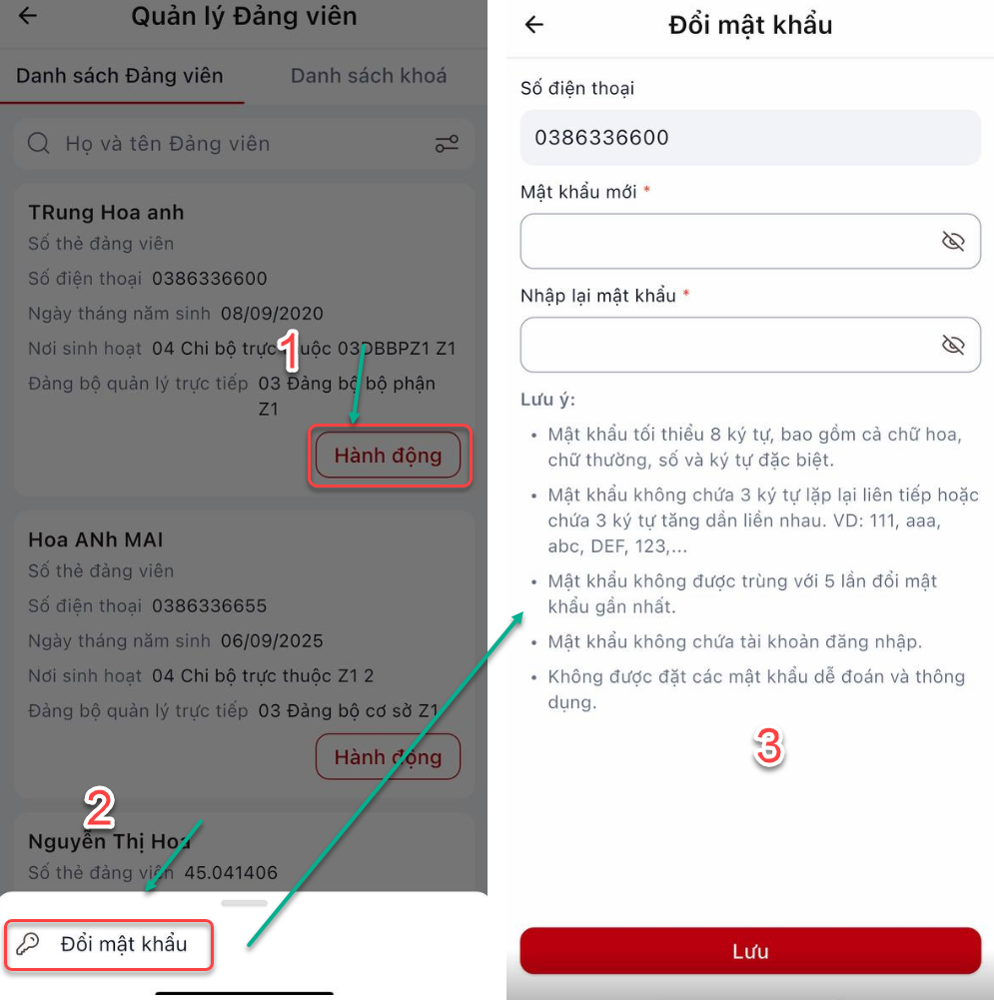 Quản lý Đảng viên
Danh sách Đảng viên
Danh sách khoá
Họ và tên Đảng viên
TRung Hoa anh
Số thẻ đảng viên
Số điện thoại 0386336600
Ngày tháng năm sinh 08/09/2020
1
Nơi sinh hoạt 04 Chi bộ trực thuộc 03DBBPZ1 Z1
Đảng bộ quản lý trực tiếp 03 Đảng bộ bộ phận
Z1
Hành động
Hoa ANh MAI
Số thẻ đảng viên
Số điện thoại 0386336655
Ngày tháng năm sinh 06/09/2025
Nơi sinh hoạt 04 Chi bộ trực thuộc Z1 2
Đảng bộ quản lý trực tiếp 03 Đảng bộ cơ sở Z1
Hành động
2
Nguyễn Thị Hoa
Số thẻ đảng viên 45.041406
Đổi mật khẩu
Đổi mật khẩu
Số điện thoại
0386336600
Mật khẩu mới *
Nhập lại mật khẩu *
Lưu ý:
• Mật khẩu tối thiểu 8 ký tự, bao gồm cả chữ hoa,
chữ thường, số và ký tự đặc biệt.
• Mật khẩu không chứa 3 ký tự lặp lại liên tiếp hoặc
chứa 3 ký tự tăng dần liền nhau. VD: 111, aaa,
abc, DEF, 123,...
• Mật khẩu không được trùng với 5 lần đổi mật
khẩu gần nhất.
• Mật khẩu không chứa tài khoản đăng nhập.
• Không được đặt các mật khẩu dễ đoán và thông
dụng.
3
Lưu